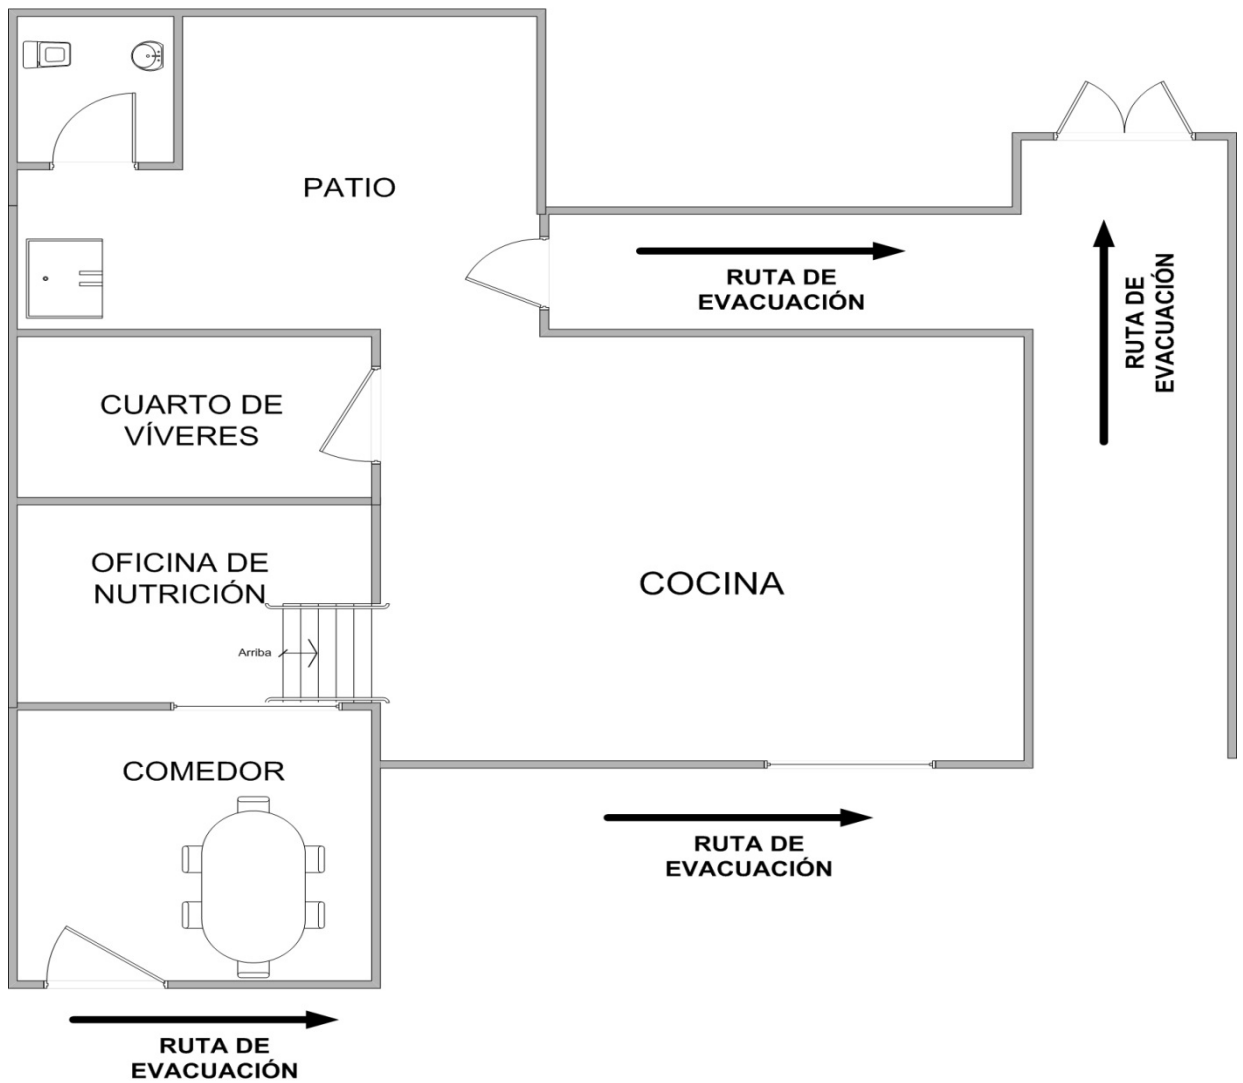 PATIO
RUTA DE
EVACUACIÓN
RUTA DE
EVACUACIÓN
CUARTO DE
VÍVERES
OFICINA DE
NUTRICIÓN
Arriba
COCINA
COMEDOR
RUTA DE
EVACUACIÓN
RUTA DE
EVACUACIÓN